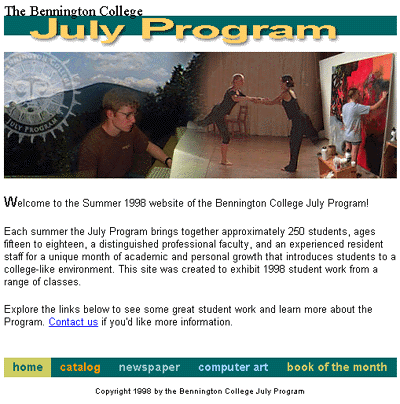 The Bennington College
July Program
BENNINGTON COLLEGE
JULY PROGRAM
Welcome to the Summer 1998 website of the Bennington College July Program!
Each summer the July Program brings together approximately 250 students, ages
fifteen to eighteen, a distinguished professional faculty, and an experienced resident
staff for a unique month of academic and personal growth that introduces students to a
college-like environment. This site was created to exhibit 1998 student work from a
range of classes.
Explore the links below to see some great student work and learn more about the
Program. Contact us if you'd like more information.
home catalog newspaper computer art book of the month
Copyright 1998 by the Bennington College July Program